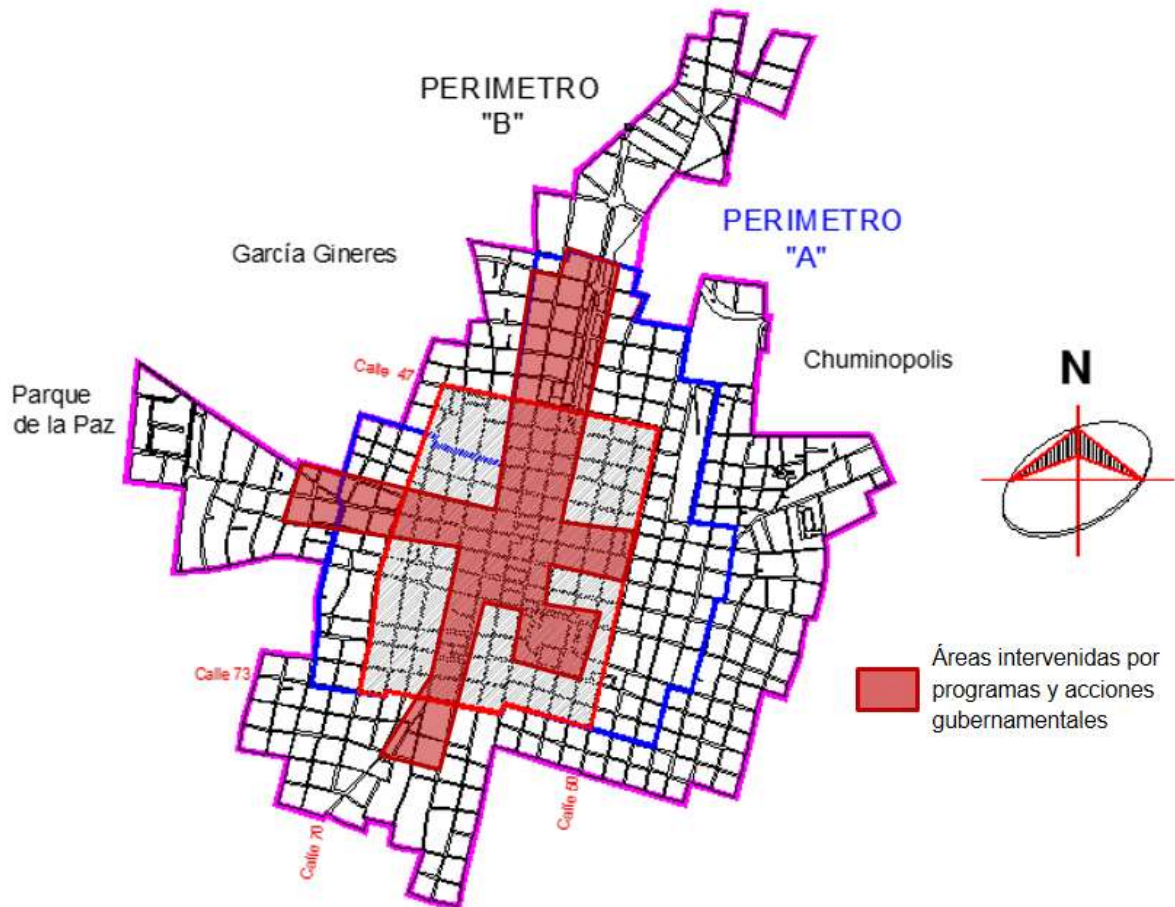 PERIMETRO
"B"
PERIMETRO
"A"
García Gineres
Chuminopolis
N
Calle 47
Parque
de la Paz
Calle 73
Áreas intervenidas por
programas y acciones
gubernamentales
Calle 50
Calle 70